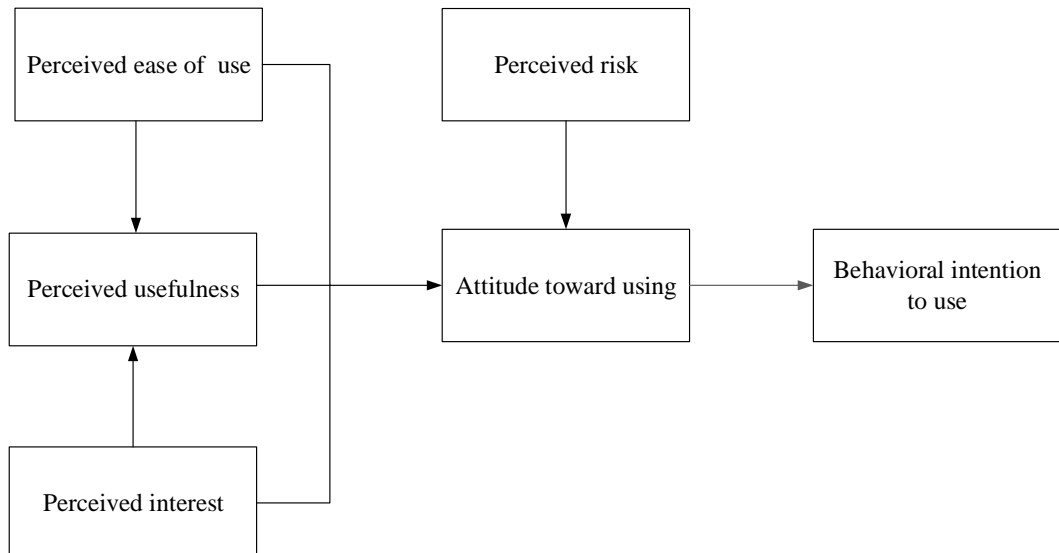 Perceived ease of  use
Perceived risk
Perceived usefulness
Attitude toward using
Behavioral intention
to use
Perceived interest